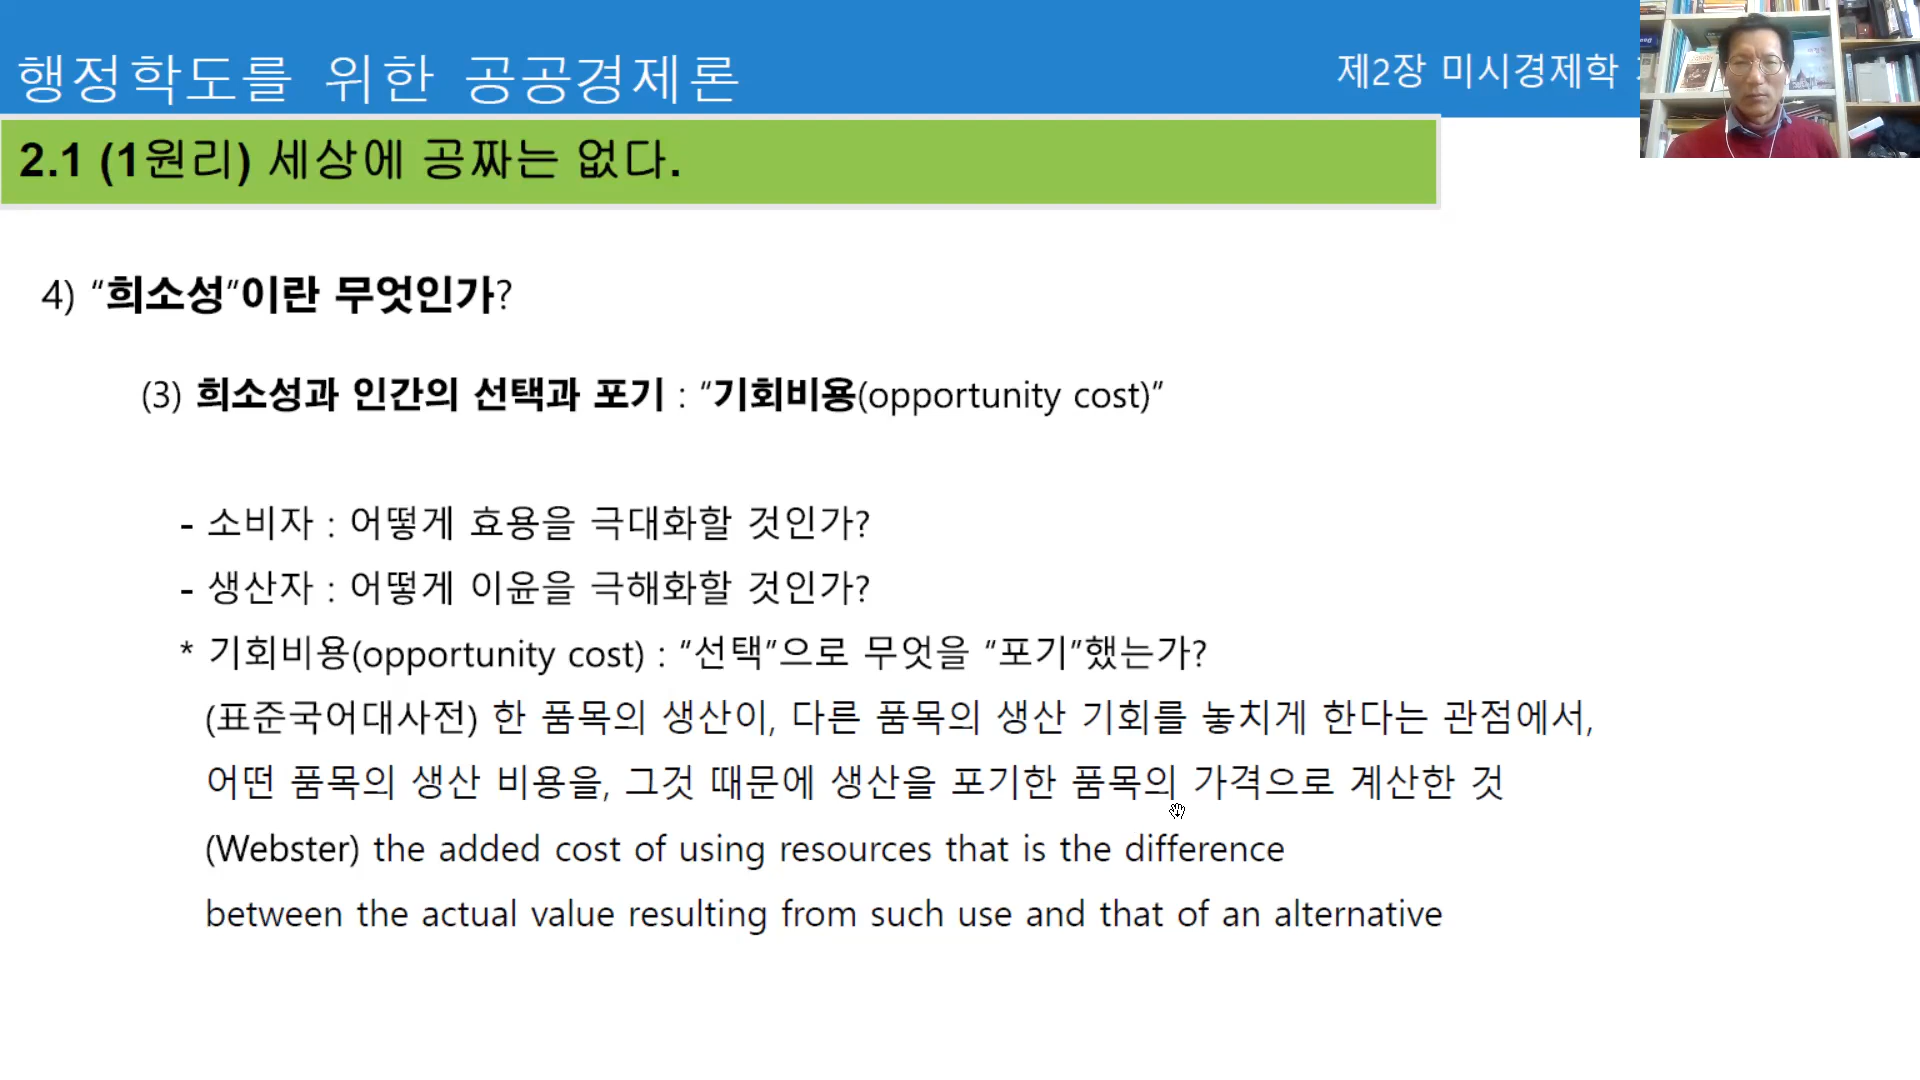 행정학도를 위한 공공경제론
제2장 미시경제학
2.1 (1원리) 세상에 공짜는 없다.
4) “희소성”이란 무엇인가?
(3) 희소성과 인간의 선택과 포기 : “기회비용(opportunity cost)”
- 소비자 : 어떻게 효용을 극대화할 것인가?
- 생산자 : 어떻게 이윤을 극해화할 것인가?
* 기회비용(opportunity cost) : “선택”으로 무엇을 “포기”했는가?
(표준국어대사전) 한 품목의 생산이, 다른 품목의 생산 기회를 놓치게 한다는 관점에서,
어떤 품목의 생산 비용을, 그것 때문에 생산을 포기한 품목의 가격으로 계산한 것
(Webster) the added cost of using resources that is the difference
between the actual value resulting from such use and that of an alternative